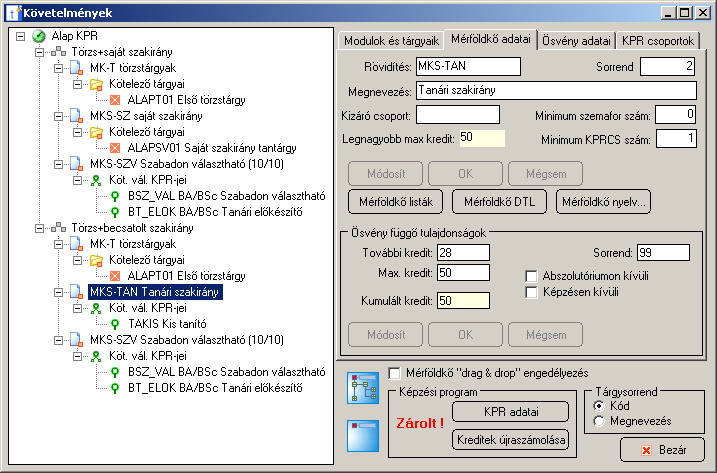 Követelmények
Alap KPR
Törzs+saját szakirány
MK-T törzstárgyak
Kötelező tárgyai
ALAPT01 Első törzstárgy
MKS-SZ saját szakirány
Kötelező tárgyai
ALAPSV01 Saját szakirány tantárgy
MKS-SZV Szabadon választható (10/10)
Köt. vál. KPR-jei
BSZ_VAL BA/BSc Szabadon választható
BT_ELOK BA/BSc Tanári előkészítő
Törzs+becsatolt szakirány
MK-T törzstárgyak
Kötelező tárgyai
ALAPT01 Első törzstárgy
MKS-TAN Tanári szakirány
Köt. vál. KPR-jei
TAKIS Kis tanító
MKS-SZV Szabadon választható (10/10)
Köt. vál. KPR-jei
BSZ_VAL BA/BSc Szabadon választható
BT_ELOK BA/BSc Tanári előkészítő
Modulok és tárgyaik Mérföldkő adatai Ösvény adatai KPR csoportok
Rövidítés: MKS-TAN Sorrend 2
Megnevezés: Tanári szakirány
Kizáró csoport: Minimum szemafor szám: 0
Legnagyobb max kredit: 50 Minimum KPRCS szám: 1
Módosít OK Mégsem
Mérföldkő listák Mérföldkő DTL Mérföldkő nyelv...
Ösvény függő tulajdonságok
További kredit: 28 Sorrend: 99
Max. kredit: 50 Abszolutóriumon kívüli
Képzésen kívüli
Kumulált kredit: 50
Módosít OK Mégsem
Mérföldkő "drag & drop" engedélyezés
Képzési program
Zárolt !
KPR adatai
Kreditek újraszámolása
Tárgysorrend
Kód
Megnevezés
Bezár